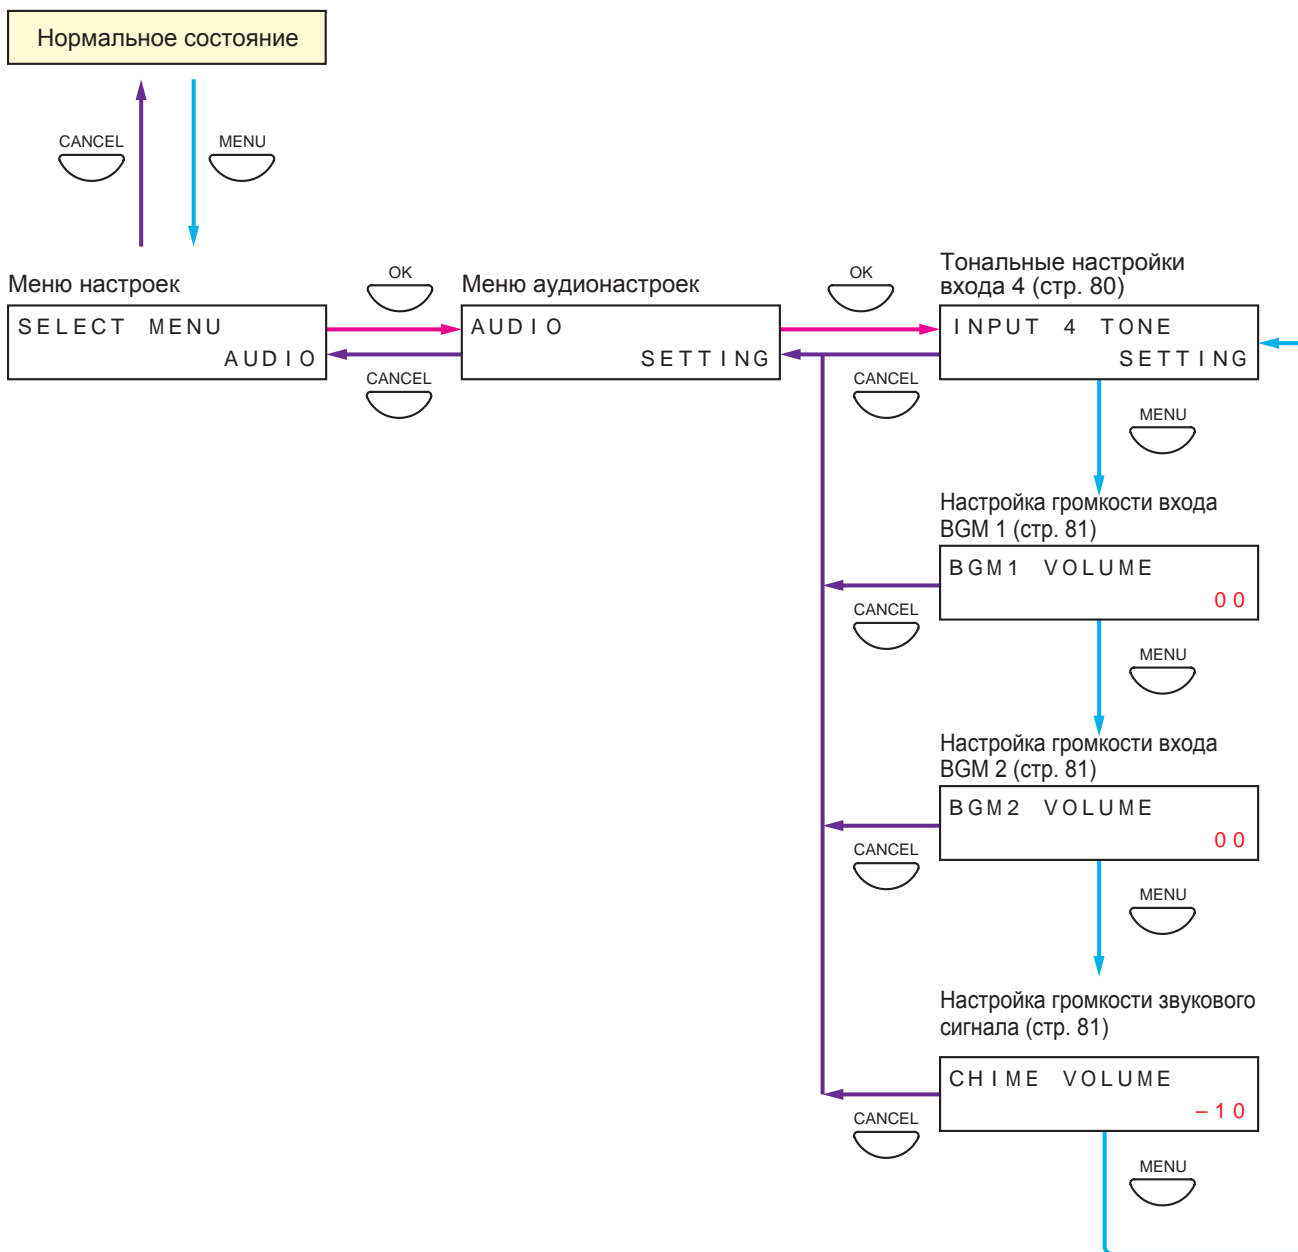 Нормальное состояние
CANCEL
MENU
Меню настроек
SELECT MENU
AUDIO
OK
CANCEL
Меню аудионастроек
AUDIO
SETTING
OK
CANCEL
Тональные настройки
входа 4 (стр. 80)
INPUT 4 TONE
SETTING
MENU
Настройка громкости входа
BGM 1 (стр. 81)
BGM1 VOLUME
00
CANCEL
MENU
Настройка громкости входа
BGM 2 (стр. 81)
BGM2 VOLUME
00
CANCEL
MENU
Настройка громкости звукового
сигнала (стр. 81)
CHIME VOLUME
–10
CANCEL
MENU